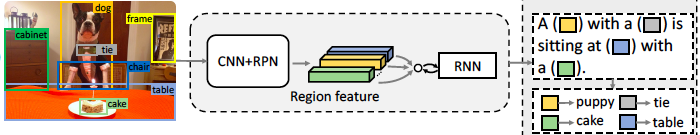 dog
frame
cabinet
tie
chair
table
cake
CNN+RPN
Region feature
RNN
A ( ) with a ( ) is
sitting at ( ) with
a ( ).
puppy
tie
cake
table